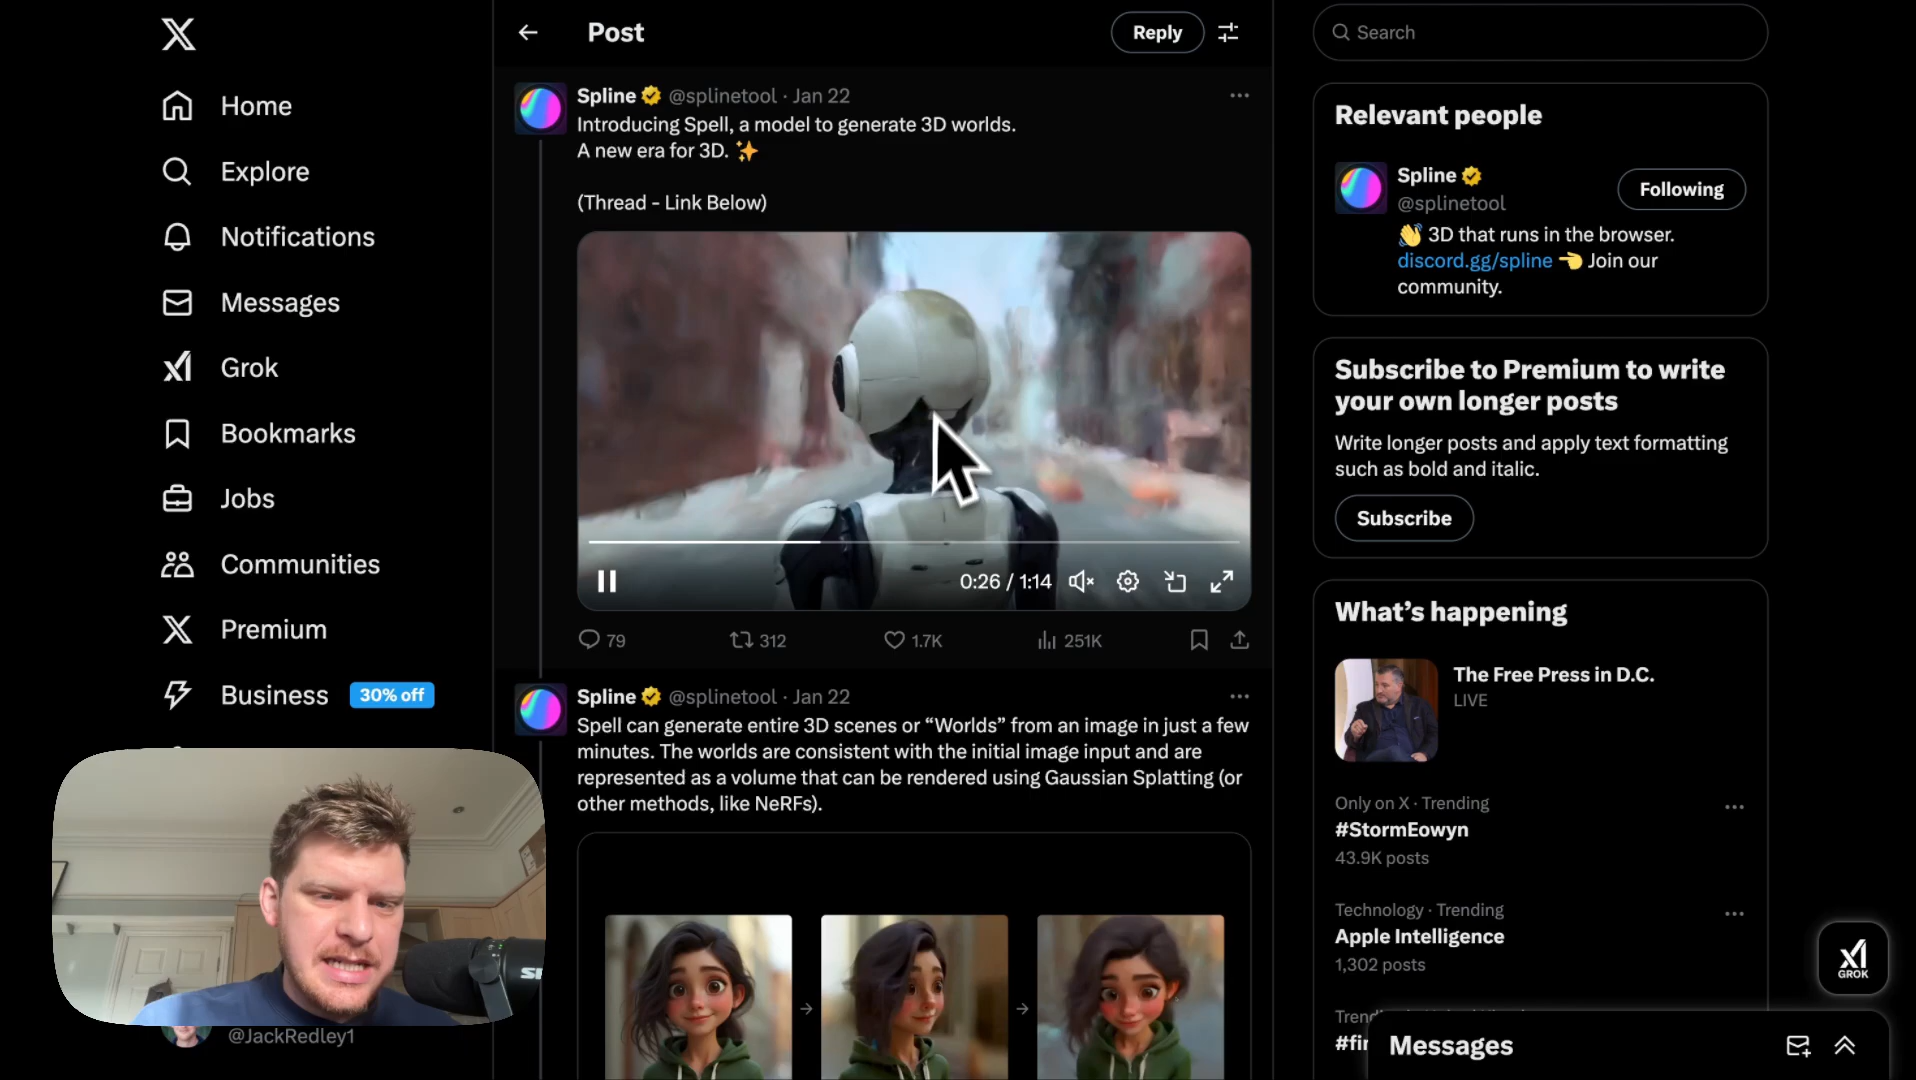 Home
Explore
Notifications
Messages
Grok
Bookmarks
Jobs
Communities
Premium
Business 30% off
@JackRedley1
Post
Reply
Spline @splinetool · Jan 22
Introducing Spell, a model to generate 3D worlds.
A new era for 3D. ✨
(Thread - Link Below)
0:26 / 1:14
79 312 1.7K 251K
Spline @splinetool · Jan 22
Spell can generate entire 3D scenes or “Worlds” from an image in just a few
minutes. The worlds are consistent with the initial image input and are
represented as a volume that can be rendered using Gaussian Splatting (or
other methods, like NeRFs).
Search
Relevant people
Spline
@splinetool
Following
👋 3D that runs in the browser.
discord.gg/spline 👈 Join our
community.
Subscribe to Premium to write
your own longer posts
Write longer posts and apply text formatting
such as bold and italic.
Subscribe
What’s happening
The Free Press in D.C.
LIVE
Only on X · Trending
#StormEowyn
43.9K posts
Technology · Trending
Apple Intelligence
1,302 posts
GROK
Messages